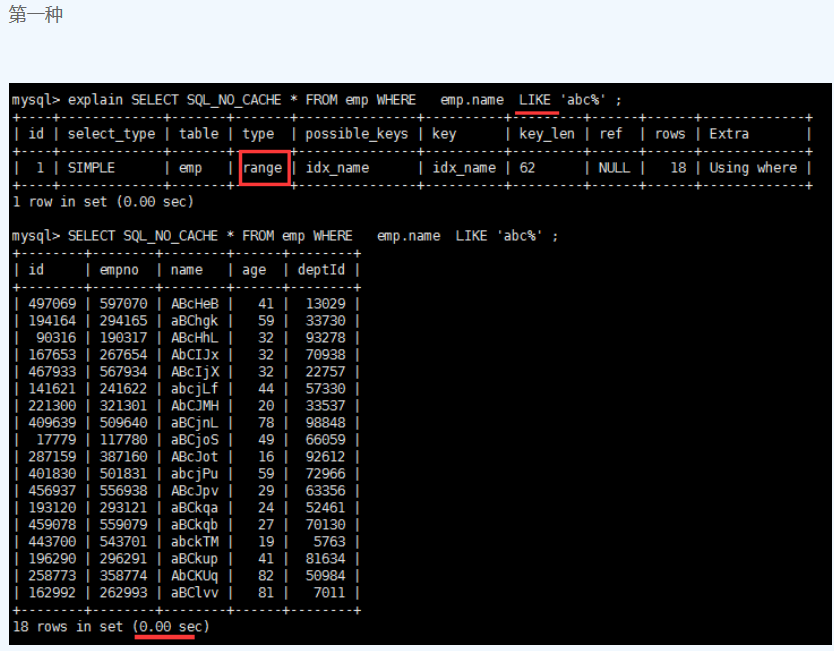 第一种
mysql> explain SELECT SQL_NO_CACHE * FROM emp WHERE   emp.name  LIKE 'abc%' ;
+----+-------------+-------+-------+---------------+----------+---------+------+------+-------------+
| id | select_type | table | type  | possible_keys | key      | key_len | ref  | rows | Extra       |
+----+-------------+-------+-------+---------------+----------+---------+------+------+-------------+
|  1 | SIMPLE      | emp   | range | idx_name      | idx_name | 62      | NULL |   18 | Using where |
+----+-------------+-------+-------+---------------+----------+---------+------+------+-------------+
1 row in set (0.00 sec)
mysql> SELECT SQL_NO_CACHE * FROM emp WHERE   emp.name  LIKE 'abc%' ;
+--------+--------+--------+------+--------+
| id     | empno  | name   | age  | deptId |
+--------+--------+--------+------+--------+
| 497069 | 597070 | ABcHeB |   41 |  13029 |
| 194164 | 294165 | aBChgk |   59 |  33730 |
|  90316 | 190317 | ABcHhL |   32 |  93278 |
| 167653 | 267654 | AbCIJx |   32 |  70938 |
| 467933 | 567934 | ABcIjX |   32 |  22757 |
| 141621 | 241622 | abcjLf |   44 |  57330 |
| 221300 | 321301 | AbCJMH |   20 |  33537 |
| 409639 | 509640 | aBCjnL |   78 |  98848 |
|  17779 | 117780 | aBCjoS |   49 |  66059 |
| 287159 | 387160 | ABcJot |   16 |  92612 |
| 401830 | 501831 | abcjPu |   59 |  72966 |
| 456937 | 556938 | ABcJpv |   29 |  63356 |
| 193120 | 293121 | aBCkqa |   24 |  52461 |
| 459078 | 559079 | aBCkqb |   27 |  70130 |
| 443700 | 543701 | abckTM |   19 |   5763 |
| 196290 | 296291 | aBCkup |   41 |  81634 |
| 258773 | 358774 | AbCKUq |   82 |  50984 |
| 162992 | 262993 | aBClvv |   81 |   7011 |
+--------+--------+--------+------+--------+
18 rows in set (0.00 sec)